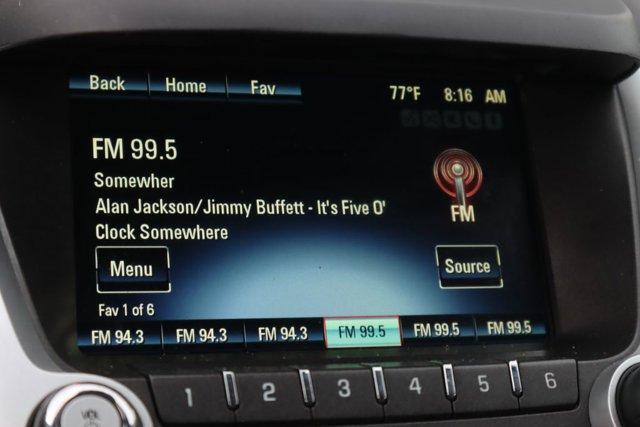 Back Home Fav 77°F 8:16 AM
FM 99.5
Somewher
Alan Jackson/Jimmy Buffett - It's Five O'
Clock Somewhere
FM
Menu Source
Fav 1 of 6
FM 94.3 FM 94.3 FM 94.3 FM 99.5 FM 99.5 FM 99.5
1 2 3 4 5 6
VOL